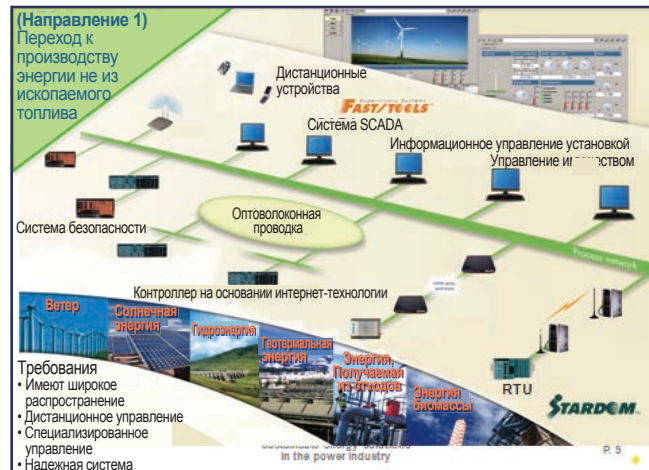 (Направление 1)
Переход к
производству
энергии не из
ископаемого
топлива
Дистанционные
устройства
FAST/TOOLS
Система SCADA
Информационное управление установкой
Управление
Система безопасности
Оптоволоконная
проводка
Process network
Контроллер на основании интернет-технологии
Ветер
Солнечная
энергия
Гидроэнергия
Геотермальная
энергия
Энергия,
Получаемая
из отходов
Энергия
биомассы
Требования
• Имеют широкое
распространение
• Дистанционное управление
• Специализированное
управление
• Надежная система
RTU
STARDOM
in the power industry
P. 9